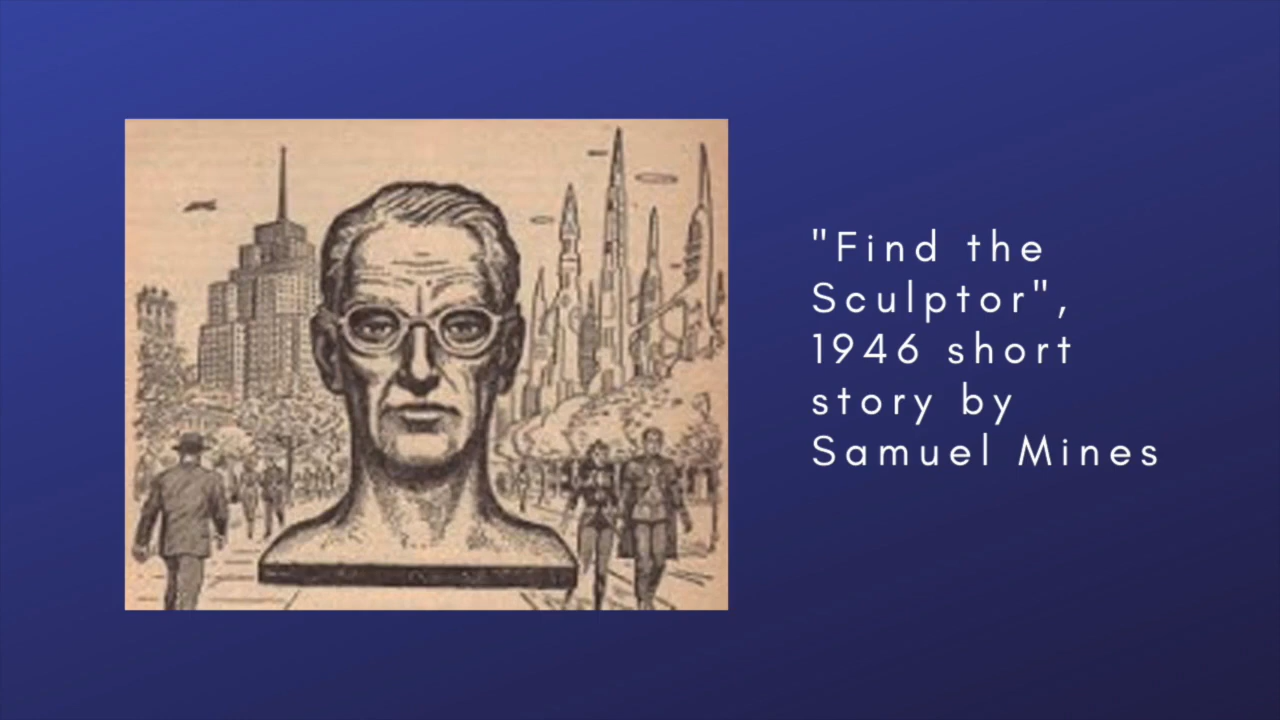 "Find the
Sculptor",
1946 short
story by
Samuel Mines